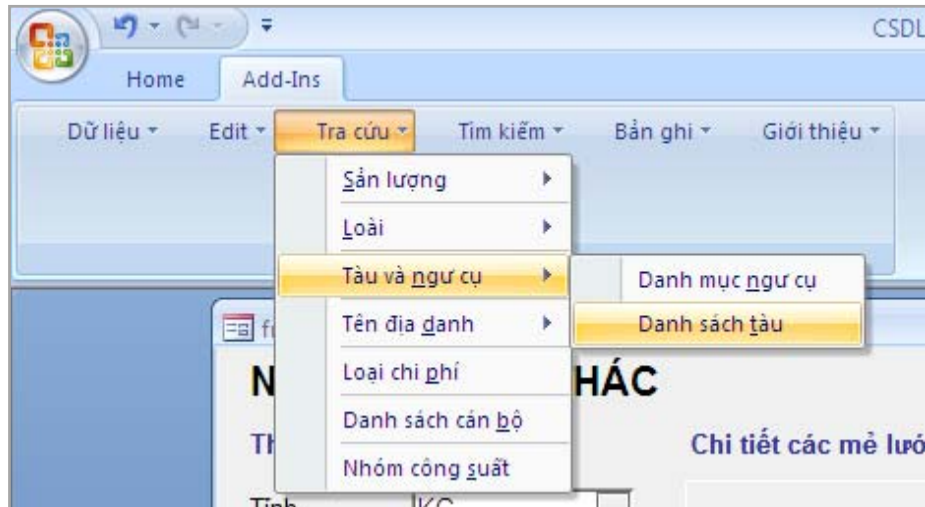 CSDL
Home Add-Ins
Dữ liệu Edit Tra cứu Tìm kiếm Bản ghi Giới thiệu
Sản lượng
Loài
Tàu và ngư cụ Danh mục ngư cụ
Tên địa danh Danh sách tàu
Loại chi phí
HÁC
Danh sách cán bộ
Chi tiết các mẻ lướ
Nhóm công suất
Tỉnh KG